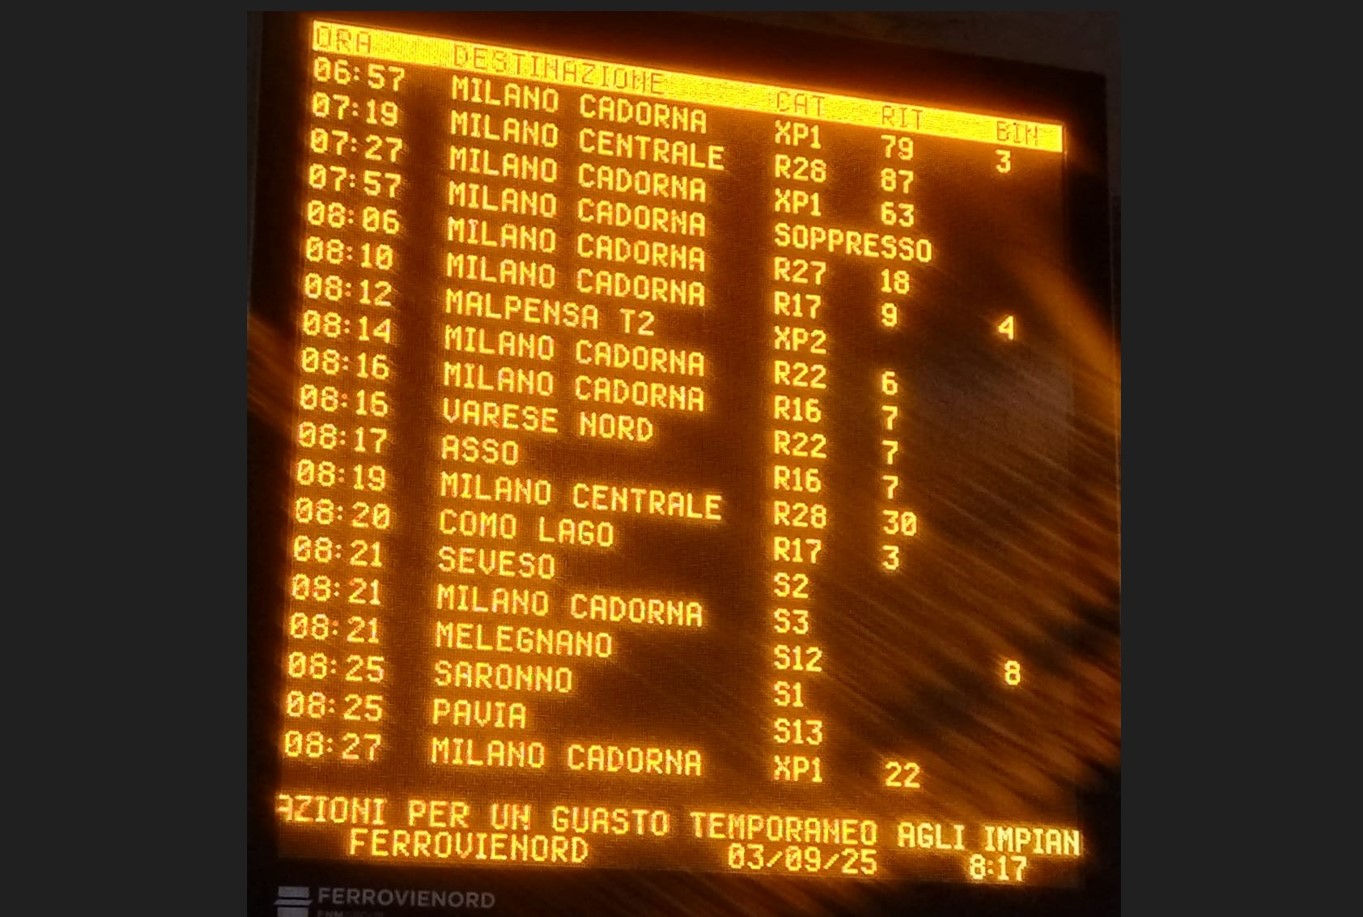 ORA DESTINAZIONE CAT RIT BIN
06:57 MILANO CADORNA XP1 79 3
07:19 MILANO CENTRALE R28 87
07:27 MILANO CADORNA XP1 63
07:57 MILANO CADORNA SOPPRESSO
08:06 MILANO CADORNA R27 18
08:10 MILANO CADORNA R17 9 4
08:12 MALPENSA T2 XP2
08:14 MILANO CADORNA R22 6
08:16 MILANO CADORNA R16 7
08:16 VARESE NORD R22 7
08:17 ASSO R16 7
08:19 MILANO CENTRALE R28 30
08:20 COMO LAGO R17 3
08:21 SEVESO S2
08:21 MILANO CADORNA S3
08:21 MELEGNANO S12 8
08:25 SARONNO S1
08:25 PAVIA S13
08:27 MILANO CADORNA XP1 22
AZIONI PER UN GUASTO TEMPORANEO AGLI IMPIAN
FERROVIENORD 03/09/25 8:17
FERROVIENORD